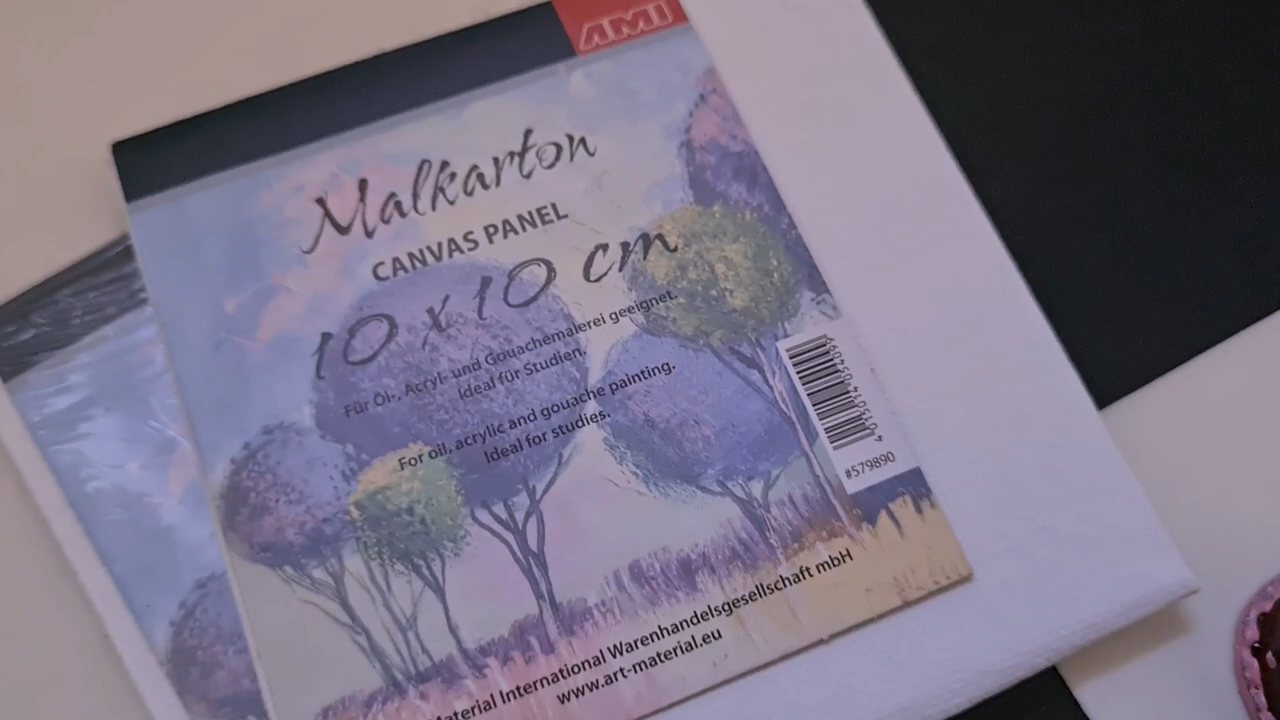 AMI
Malkarton
CANVAS PANEL
10 x 10 cm
Für Öl-, Acryl- und Gouachemalerei geeignet.
Ideal für Studien.
For oil, acrylic and gouache painting.
Ideal for studies.
#579890
Material International Warenhandelsgesellschaft mbH
www.art-material.eu